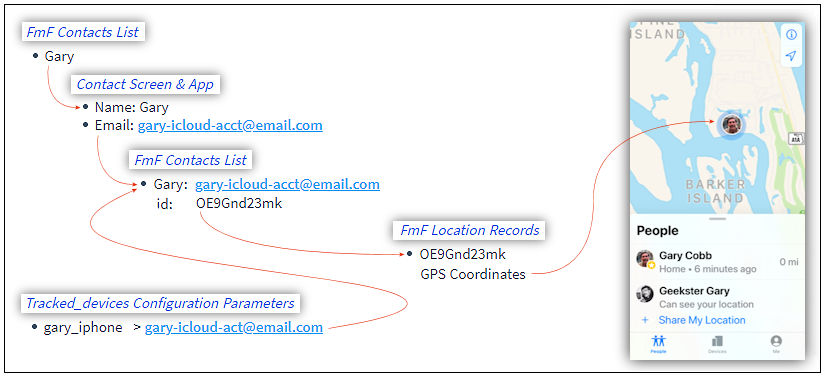 FmF Contacts List
• Gary
Contact Screen & App
• Name: Gary
• Email: gary-icloud-acct@email.com
FmF Contacts List
• Gary: gary-icloud-acct@email.com
id: OE9Gnd23mk
FmF Location Records
• OE9Gnd23mk
GPS Coordinates
Tracked_devices Configuration Parameters
• gary_iphone > gary-icloud-act@email.com
ISLAND
A1A
BARKER
ISLAND
People
Gary Cobb
Home • 6 minutes ago
0 mi
Geekster Gary
Can see your location
+ Share My Location
People
Devices
Me